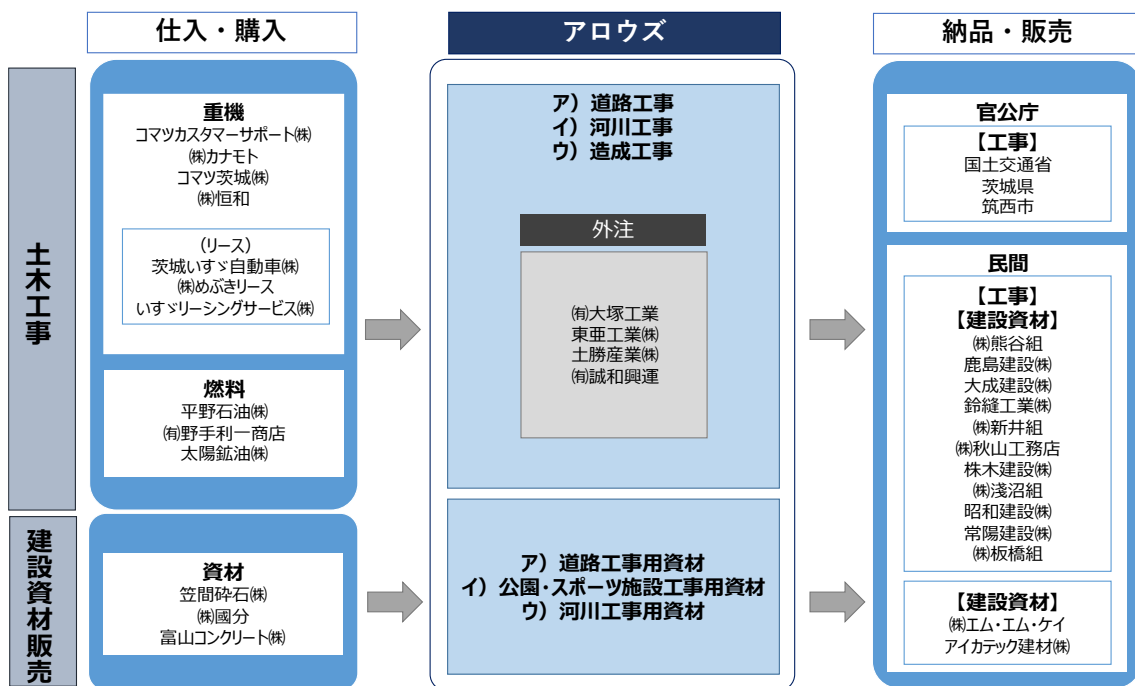 仕入・購入
アロウズ
納品・販売
土木工事
重機
コマツカスタマーサポート㈱
㈱カナモト
コマツ茨城㈱
㈱恒和
(リース)
茨城いすゞ自動車㈱
㈱めぶきリース
いすゞリーシングサービス㈱
燃料
平野石油㈱
㈲野手利一商店
太陽鉱油㈱
ア）道路工事
イ）河川工事
ウ）造成工事
外注
㈲大塚工業
東亜工業㈱
土勝産業㈱
㈲誠和興運
官公庁
【工事】
国土交通省
茨城県
筑西市
民間
【工事】
【建設資材】
㈱熊谷組
鹿島建設㈱
大成建設㈱
鈴縫工業㈱
㈱新井組
㈱秋山工務店
株木建設㈱
㈱淺沼組
昭和建設㈱
常陽建設㈱
㈱板橋組
建設資材販売
資材
笠間砕石㈱
㈱國分
富山コンクリート㈱
ア）道路工事用資材
イ）公園・スポーツ施設工事用資材
ウ）河川工事用資材
【建設資材】
㈱エム・エム・ケイ
アイカテック建材㈱